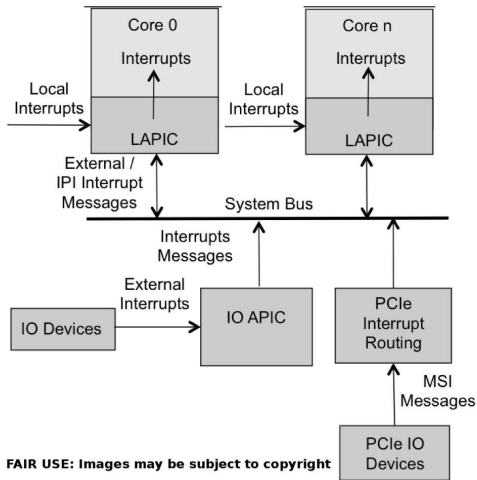 Core 0
Core n
Interrupts
Interrupts
Local
Interrupts
Local
Interrupts
LAPIC
LAPIC
External /
IPI Interrupt
Messages
System Bus
Interrupts
Messages
External
Interrupts
IO Devices
IO APIC
PCIe
Interrupt
Routing
MSI
Messages
PCIe IO
Devices
FAIR USE: Images may be subject to copyright